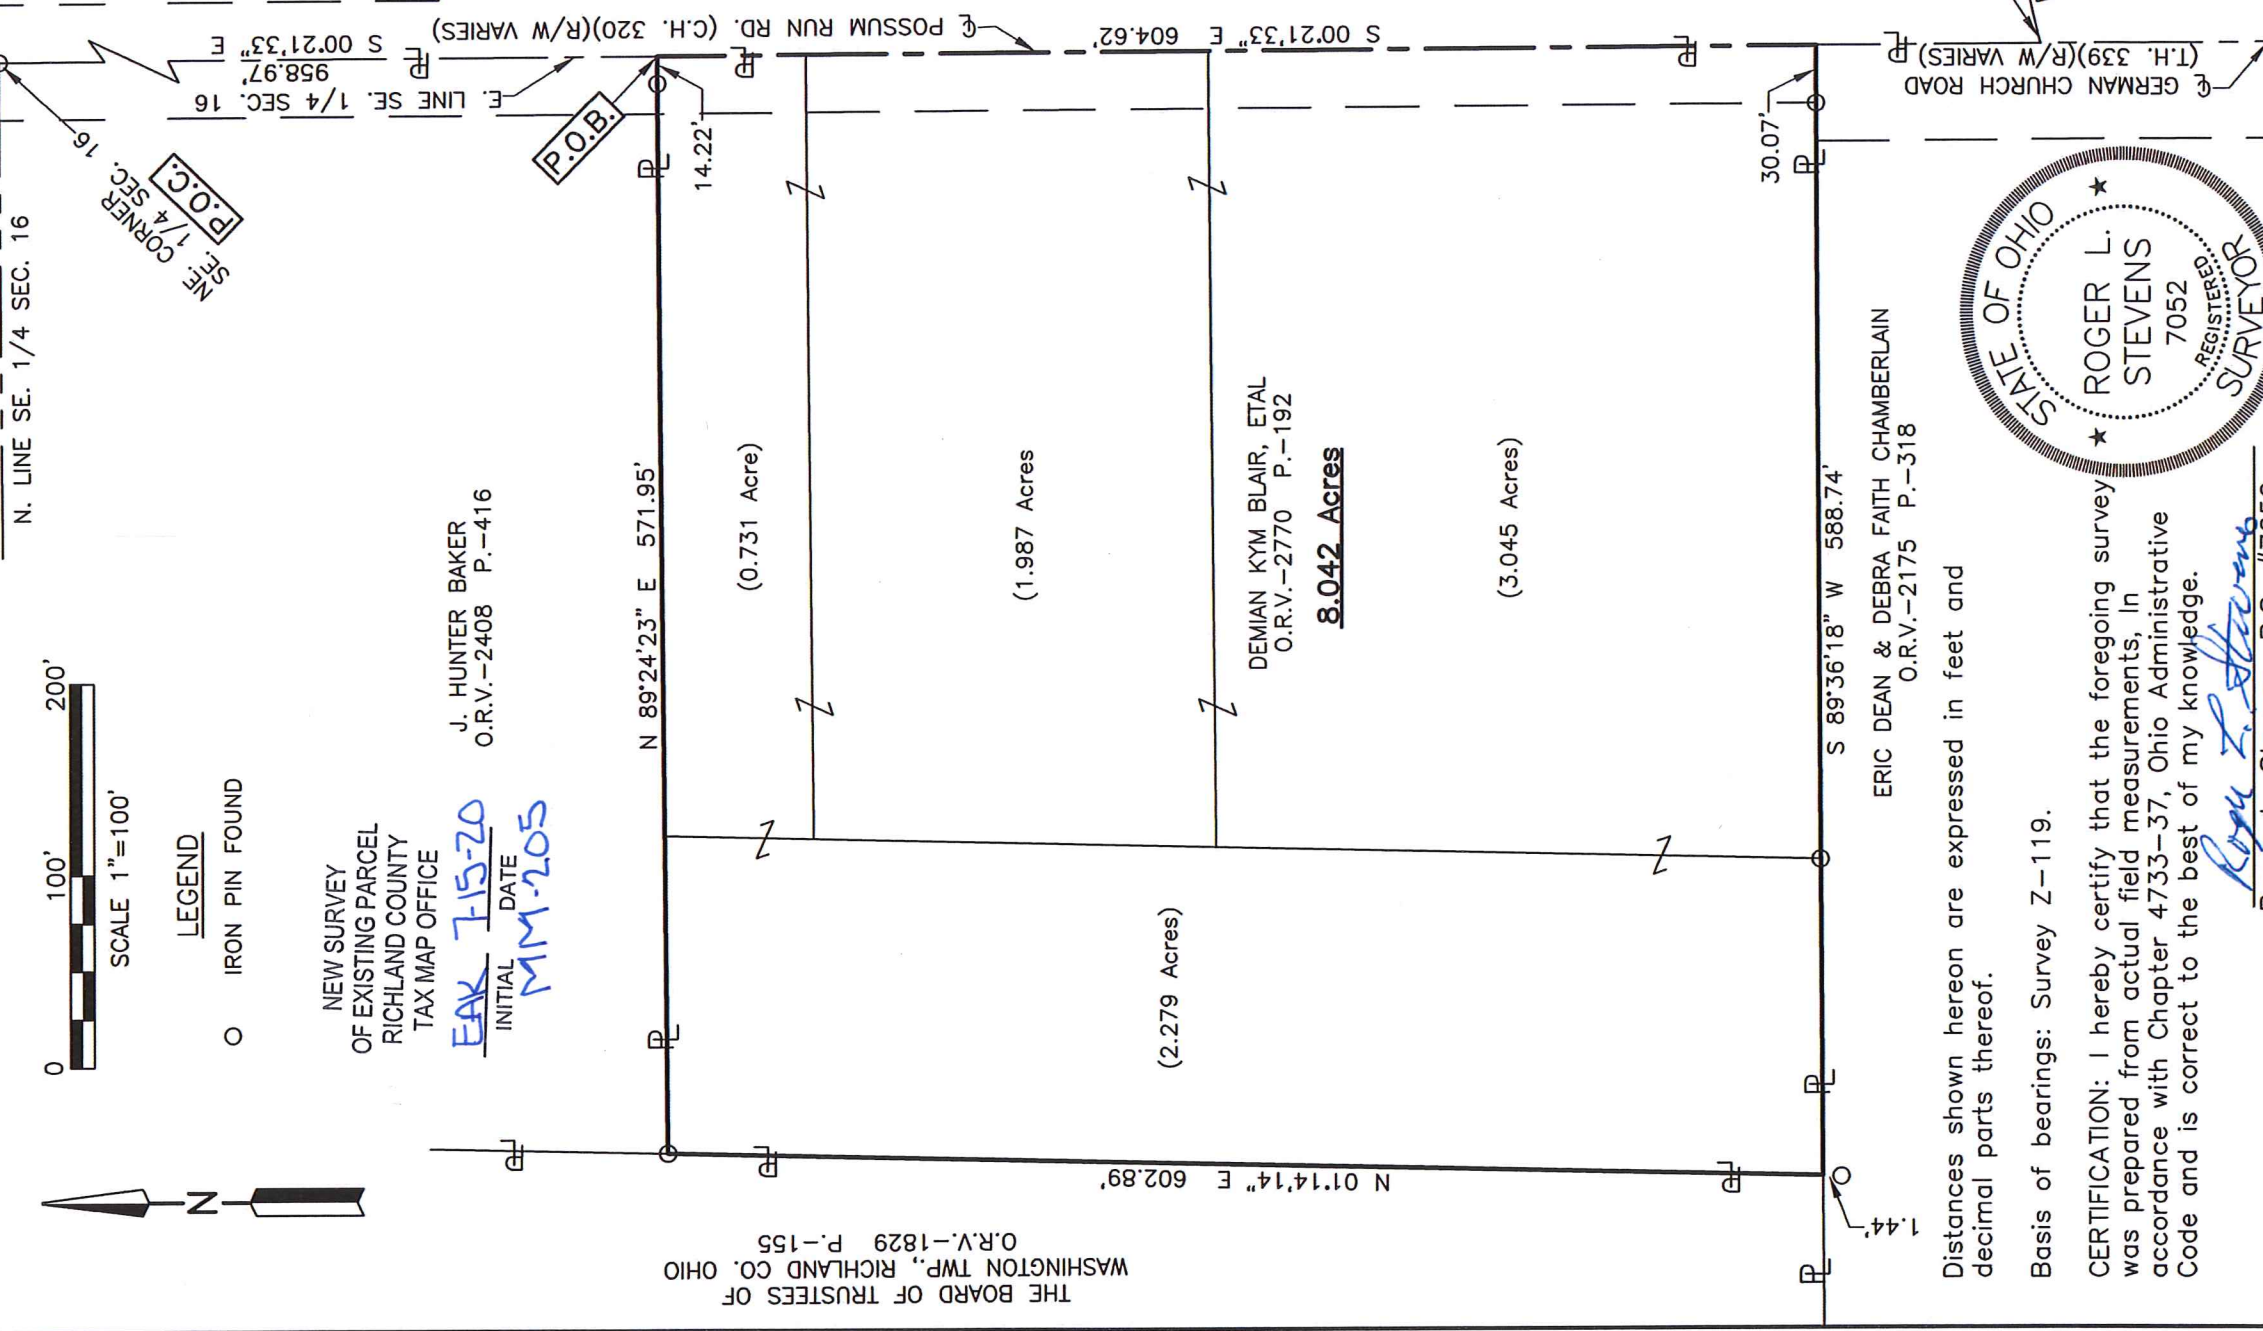 N. LINE SE. 1/4 SEC. 16
NE. CORNER
SE. 1/4 SEC. 16
P.O.C.
S 00°21'33" E
958.97'
E. LINE SE. 1/4 SEC. 16
P.O.B.
℄ POSSUM RUN RD. (C.H. 320)(R/W VARIES)
S 00°21'33" E 604.62'
℄ GERMAN CHURCH ROAD
(T.H. 339)(R/W VARIES)
14.22'
30.07'
0 100' 200'
SCALE 1"=100'
LEGEND
O IRON PIN FOUND
NEW SURVEY
OF EXISTING PARCEL
RICHLAND COUNTY
TAX MAP OFFICE
EAK 7-15-20
INITIAL DATE
MM-205
J. HUNTER BAKER
O.R.V.-2408 P.-416
N 89°24'23" E 571.95'
(0.731 Acre)
(1.987 Acres
DEMIAN KYM BLAIR, ETAL
O.R.V.-2770 P.-192
8.042 Acres
(3.045 Acres)
(2.279 Acres)
N
N 01°14'14" E 602.89'
THE BOARD OF TRUSTEES OF
WASHINGTON TWP., RICHLAND CO. OHIO
O.R.V.-1829 P.-155
1.44'
S 89°36'18" W 588.74'
ERIC DEAN & DEBRA FAITH CHAMBERLAIN
O.R.V.-2175 P.-318
Distances shown hereon are expressed in feet and
decimal parts thereof.
Basis of bearings: Survey Z-119.
CERTIFICATION: I hereby certify that the foregoing survey
was prepared from actual field measurements, In
accordance with Chapter 4733-37, Ohio Administrative
Code and is correct to the best of my knowledge.
Roger L. Stevens
STATE OF OHIO
ROGER L.
STEVENS
7052
REGISTERED
SURVEYOR